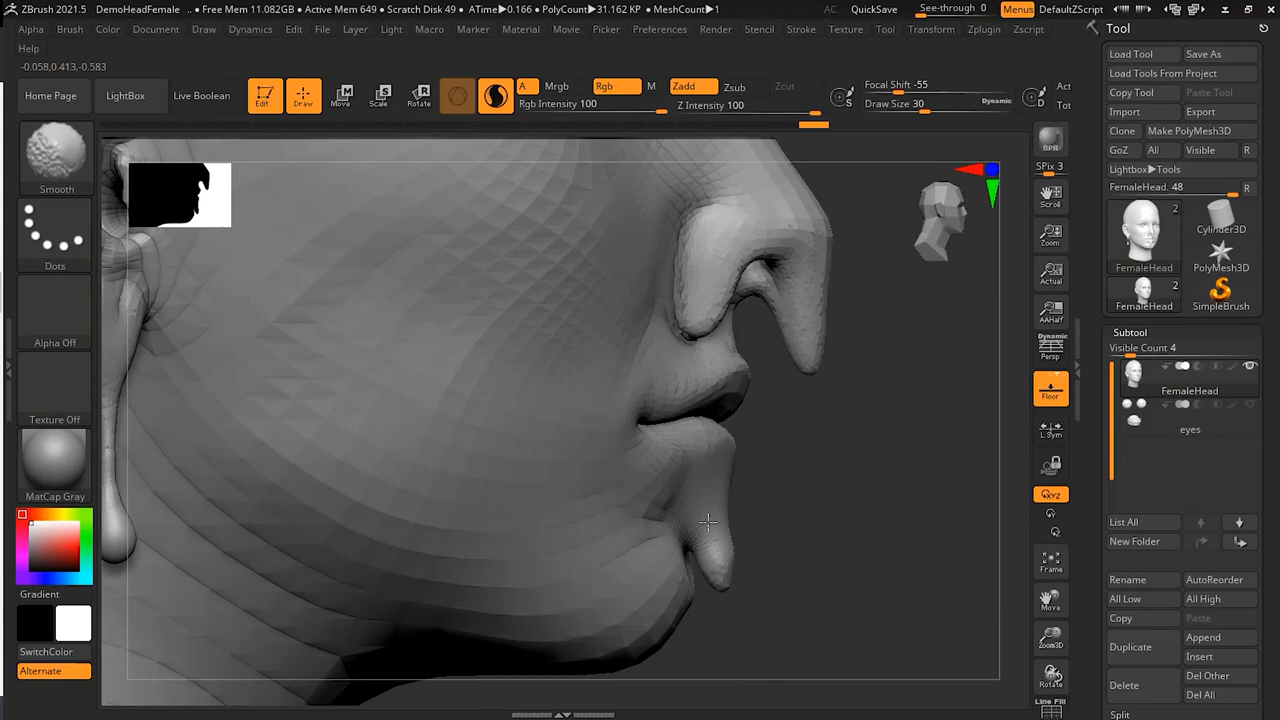 ZBrush 2021.5 DemoHeadFemale .. • Free Mem 11.082GB • Active Mem 649 • Scratch Disk 49 • ATime▶0.166 • PolyCount▶31.162 KP • MeshCount▶1 AC QuickSave See-through 0 Menus DefaultZScript
Alpha Brush Color Document Draw Dynamics Edit File Layer Light Macro Marker Material Movie Picker Preferences Render Stencil Stroke Texture Tool Transform Zplugin Zscript
Help
-0.058,0.413,-0.583
Home Page LightBox Live Boolean Edit Draw Move Scale Rotate
A Mrgb Rgb M Zadd Zsub Zcut
Rgb Intensity 100 Z Intensity 100
S Focal Shift -55
Draw Size 30 Dynamic D
Act
Tot
Smooth
Dots
Alpha Off
Texture Off
MatCap Gray
Gradient
SwitchColor
Alternate
BPR
SPix 3
Scroll
Zoom
Actual
AAHalf
Dynamic
Persp
Floor
L.Sym
XYZ
Frame
Move
Zoom3D
Rotate
Line Fill
Tool
Load Tool Save As
Load Tools From Project
Copy Tool Paste Tool
Import Export
Clone Make PolyMesh3D
GoZ All Visible R
Lightbox▶Tools
FemaleHead. 48 R
2 Cylinder3D
FemaleHead PolyMesh3D
2
FemaleHead SimpleBrush
Subtool
Visible Count 4
FemaleHead
eyes
List All
New Folder
Rename AutoReorder
All Low All High
Copy Paste
Duplicate Append
Insert
Delete Del Other
Del All
Split